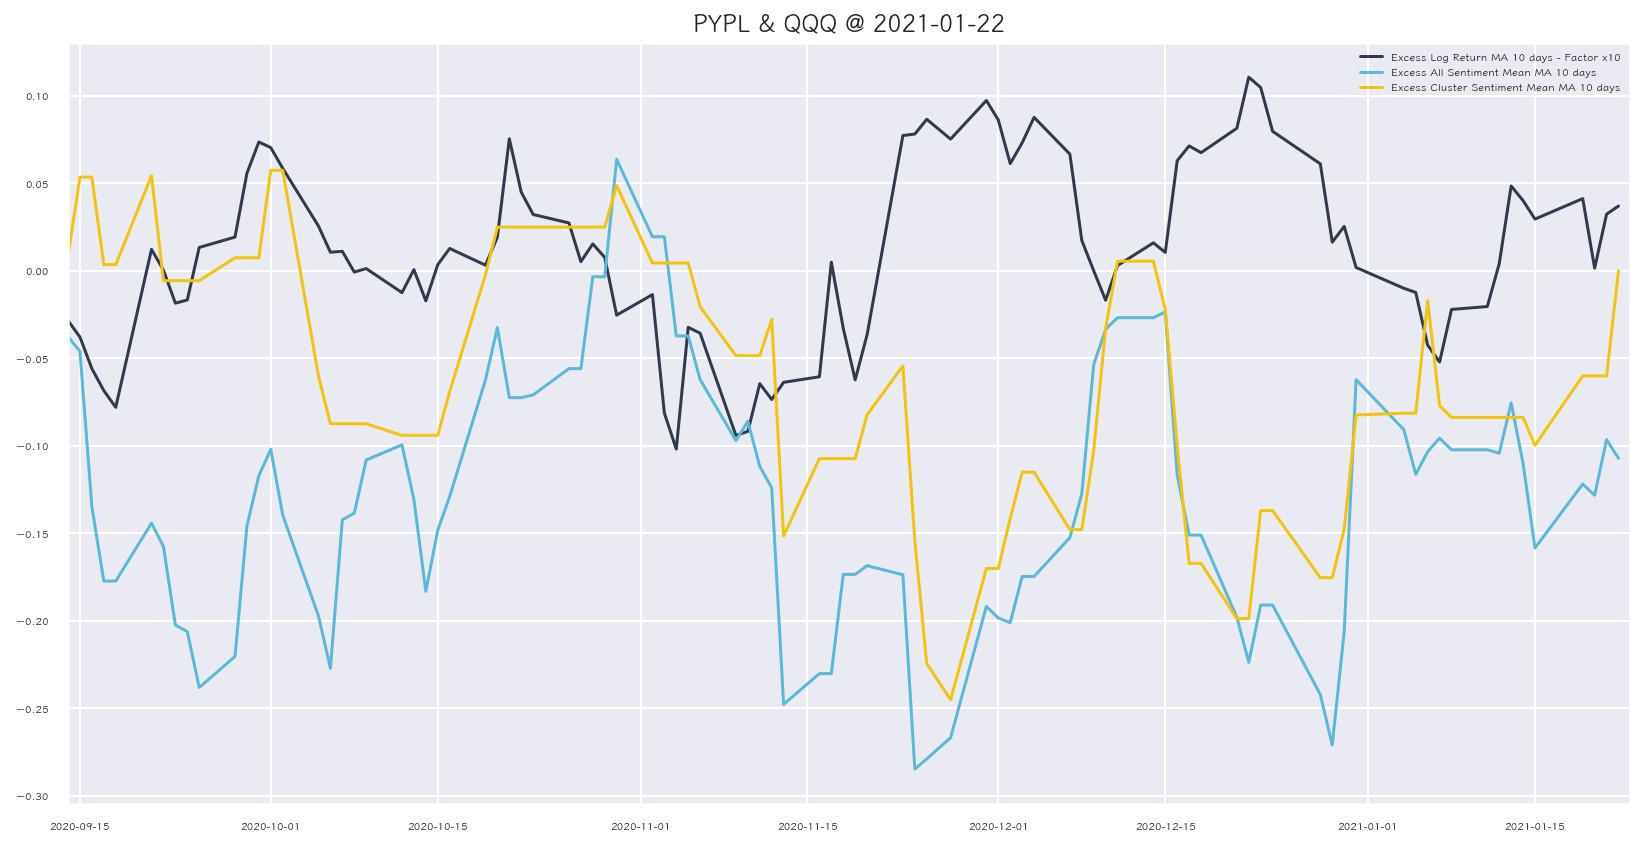 PYPL & QQQ @ 2021-01-22
Excess Log Return MA 10 days - Factor x10
Excess All Sentiment Mean MA 10 days
Excess Cluster Sentiment Mean MA 10 days
0.10
0.05
0.00
−0.05
−0.10
−0.15
−0.20
−0.25
−0.30
2020-09-15 2020-10-01 2020-10-15 2020-11-01 2020-11-15 2020-12-01 2020-12-15 2021-01-01 2021-01-15